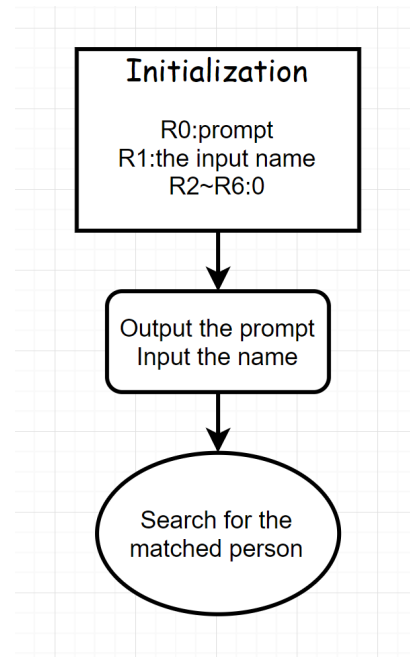 Initialization
R0:prompt
R1:the input name
R2~R6:0
Output the prompt
Input the name
Search for the
matched person